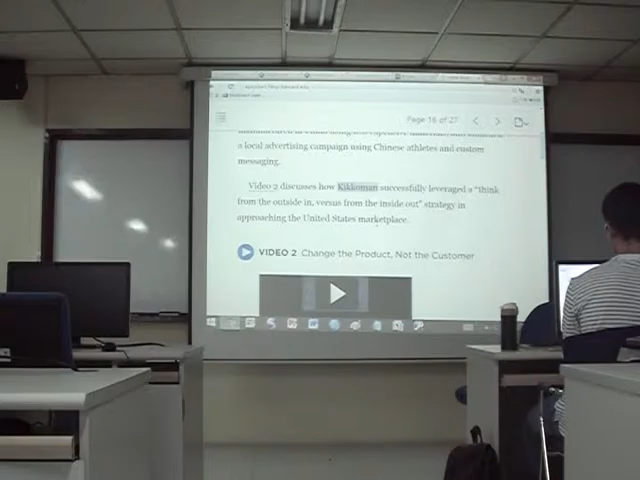 Page 16 of 27
a local advertising campaign using Chinese athletes and custom
messaging.
Video 2 discusses how Kikkoman successfully leveraged a "think
from the outside in, versus from the inside out" strategy in
approaching the United States marketplace.
VIDEO 2 Change the Product, Not the Customer